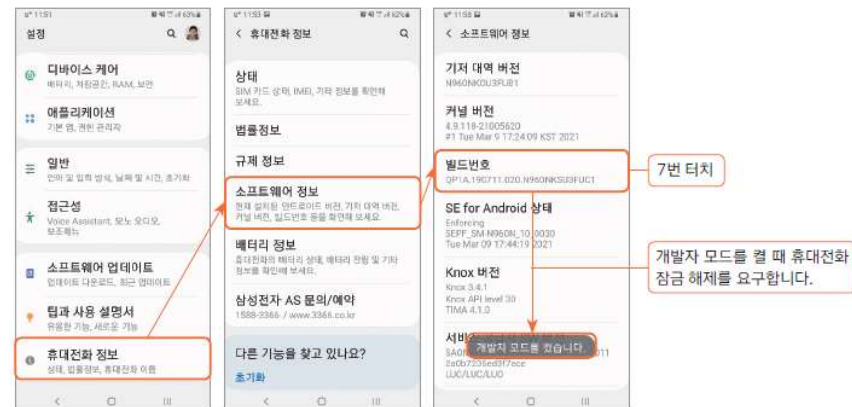 11:51
63%
설정
디바이스 케어
배터리, 저장공간, RAM, 보안
애플리케이션
기본 앱, 권한 관리자
일반
언어 및 입력 방식, 날짜 및 시간, 초기화
접근성
Voice Assistant, 모노 오디오,
보조메뉴
소프트웨어 업데이트
업데이트 다운로드, 최근 업데이트
팁과 사용 설명서
유용한 기능, 새로운 기능
휴대전화 정보
상태, 법률정보, 휴대전화 이름
11:53
62%
휴대전화 정보
상태
SIM 카드 상태, IMEI, 기타 정보를 확인해
보세요.
법률정보
규제 정보
소프트웨어 정보
현재 설치된 안드로이드 버전, 기저 대역 버전,
커널 버전, 빌드번호 등을 확인해 보세요.
배터리 정보
휴대전화의 배터리 상태, 배터리 잔량 및 기타
정보를 확인해 보세요.
삼성전자 AS 문의/예약
1588-3366 / www.3366.co.kr
다른 기능을 찾고 있나요?
초기화
11:53
62%
소프트웨어 정보
기저 대역 버전
N960NKOU3FUB1
커널 버전
4.9.118-21005620
#1 Tue Mar 9 17:24:09 KST 2021
빌드번호
QP1A.190711.020.N960NKSU3FUC1
SE for Android 상태
Enforcing
SEPF_SM-N960N_10_0030
Tue Mar 09 17:44:19 2021
Knox 버전
Knox 3.4.1
Knox API level 30
TIMA 4.1.0
개발자 모드를 켰습니다.
LUC/LUC/LUO
7번 터치
개발자 모드를 켤 때 휴대전화
잠금 해제를 요구합니다.